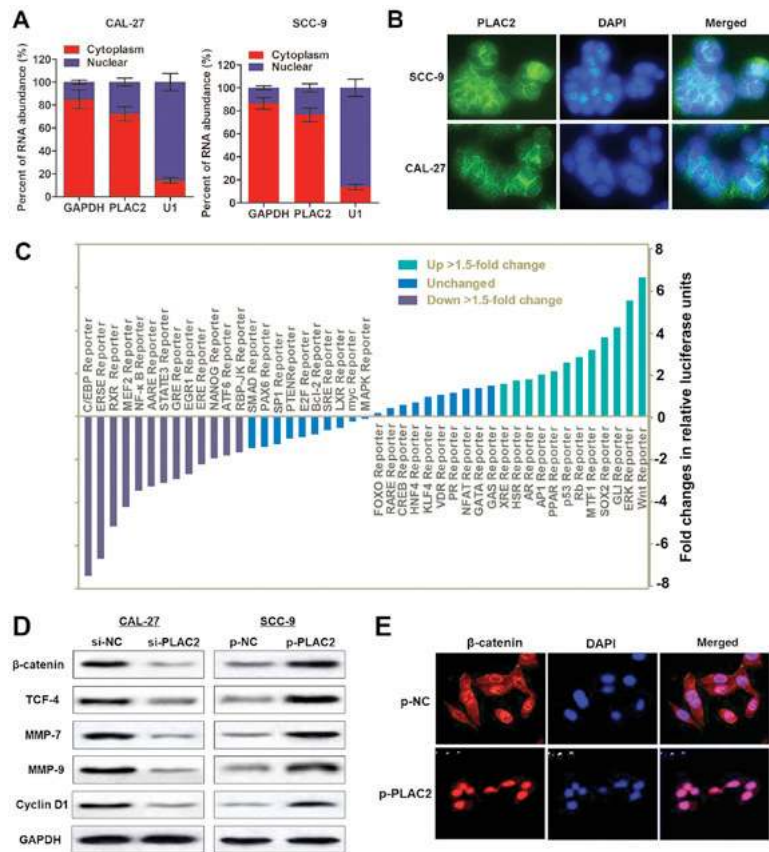 A
CAL-27
Cytoplasm
Nuclear
Percent of RNA abundance (%)
120
100
80
60
40
20
0
GAPDH PLAC2 U1
SCC-9
Cytoplasm
Nuclear
Percent of RNA abundance (%)
120
100
80
60
40
20
0
GAPDH PLAC2 U1
B
PLAC2 DAPI Merged
SCC-9
CAL-27
C
Up >1.5-fold change
Unchanged
Down >1.5-fold change
C/EBP Reporter
ERSE Reporter
RXR Reporter
MEF2 Reporter
NF-κ B Reporter
AARE Reporter
STATE3 Reporter
GRE Reporter
EGR1 Reporter
ERE Reporter
NANOG Reporter
ATF6 Reporter
RBP-JK Reporter
SMAD Reporter
PAX6 Reporter
SP1 Reporter
PTENReporter
E2F Reporter
Bcl-2 Reporter
SRE Reporter
LXR Reporter
myc Reporter
MAPK Reporter
FOXO Reporter
RARE Reporter
CREB Reporter
HNF4 Reporter
KLF4 Reporter
VDR Reporter
PR Reporter
NFAT Reporter
GATA Reporter
GAS Reporter
XRE Reporter
HSR Reporter
AR Reporter
AP1 Reporter
PPAR Reporter
p53 Reporter
Rb Reporter
MTF1 Reporter
SOX2 Reporter
GLI Reporter
ERK Reporter
Wnt Reporter
8
6
4
2
0
-2
-4
-6
-8
Fold changes in relative luciferase units
D
CAL-27 SCC-9
si-NC si-PLAC2 p-NC p-PLAC2
β-catenin
TCF-4
MMP-7
MMP-9
Cyclin D1
GAPDH
E
β-catenin DAPI Merged
p-NC
p-PLAC2